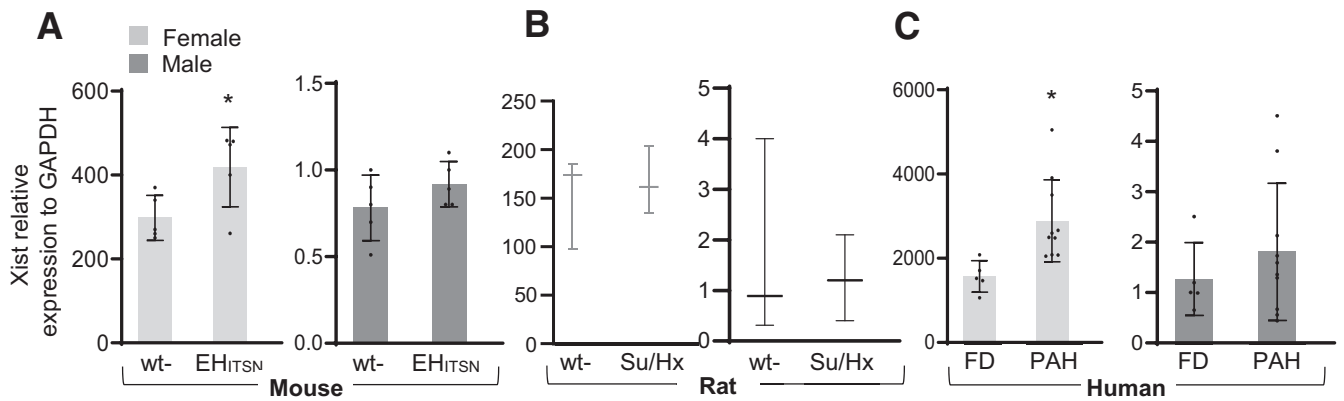 A
Female
Male
Xist relative
expression to GAPDH
600
400
200
0
*
wt-
EHITSN
1.5
1.0
0.5
0.0
wt-
EHITSN
Mouse
B
250
200
150
100
50
0
wt-
Su/Hx
5
4
3
2
1
0
wt-
Su/Hx
Rat
C
6000
4000
2000
0
*
FD
PAH
5
4
3
2
1
0
FD
PAH
Human